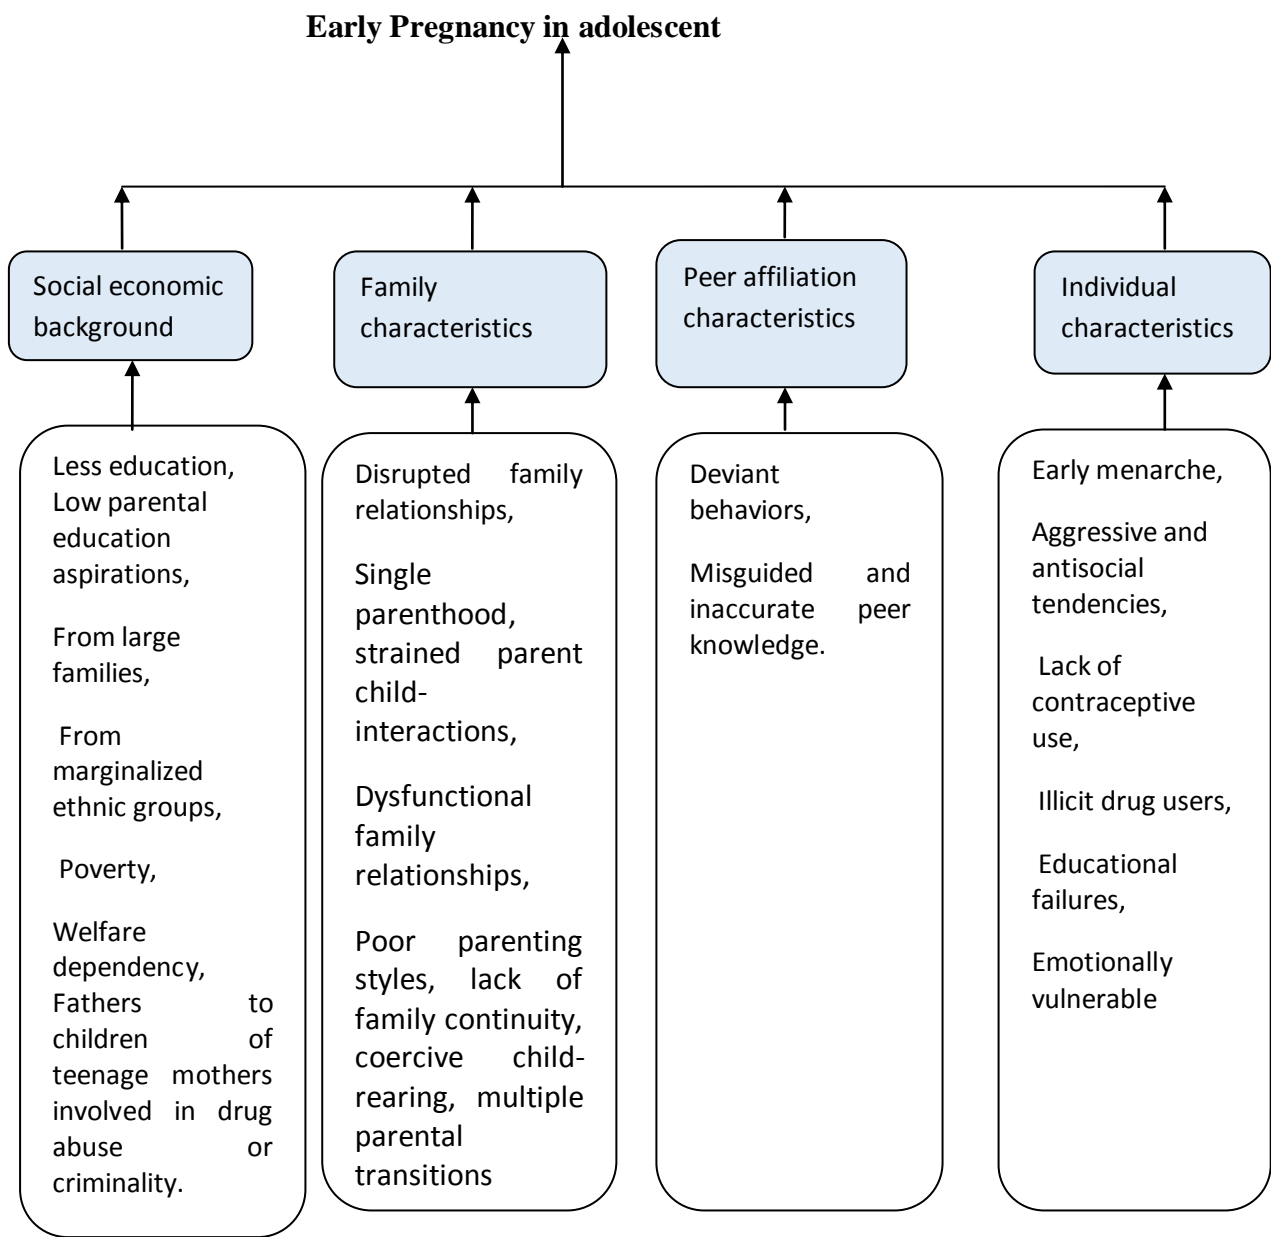 Early Pregnancy in adolescent
Social economic
background
Family
characteristics
Peer affiliation
characteristics
Individual
characteristics
Less education,
Low parental
education
aspirations,
From large
families,
From
marginalized
ethnic groups,
Poverty,
Welfare
dependency,
Fathers to
children of
teenage mothers
involved in drug
abuse or
criminality.
Disrupted family
relationships,
Single
parenthood,
strained parent
child-
interactions,
Dysfunctional
family
relationships,
Poor parenting
styles, lack of
family continuity,
coercive child-
rearing, multiple
parental
transitions
Deviant
behaviors,
Misguided and
inaccurate peer
knowledge.
Early menarche,
Aggressive and
antisocial
tendencies,
Lack of
contraceptive
use,
Illicit drug users,
Educational
failures,
Emotionally
vulnerable